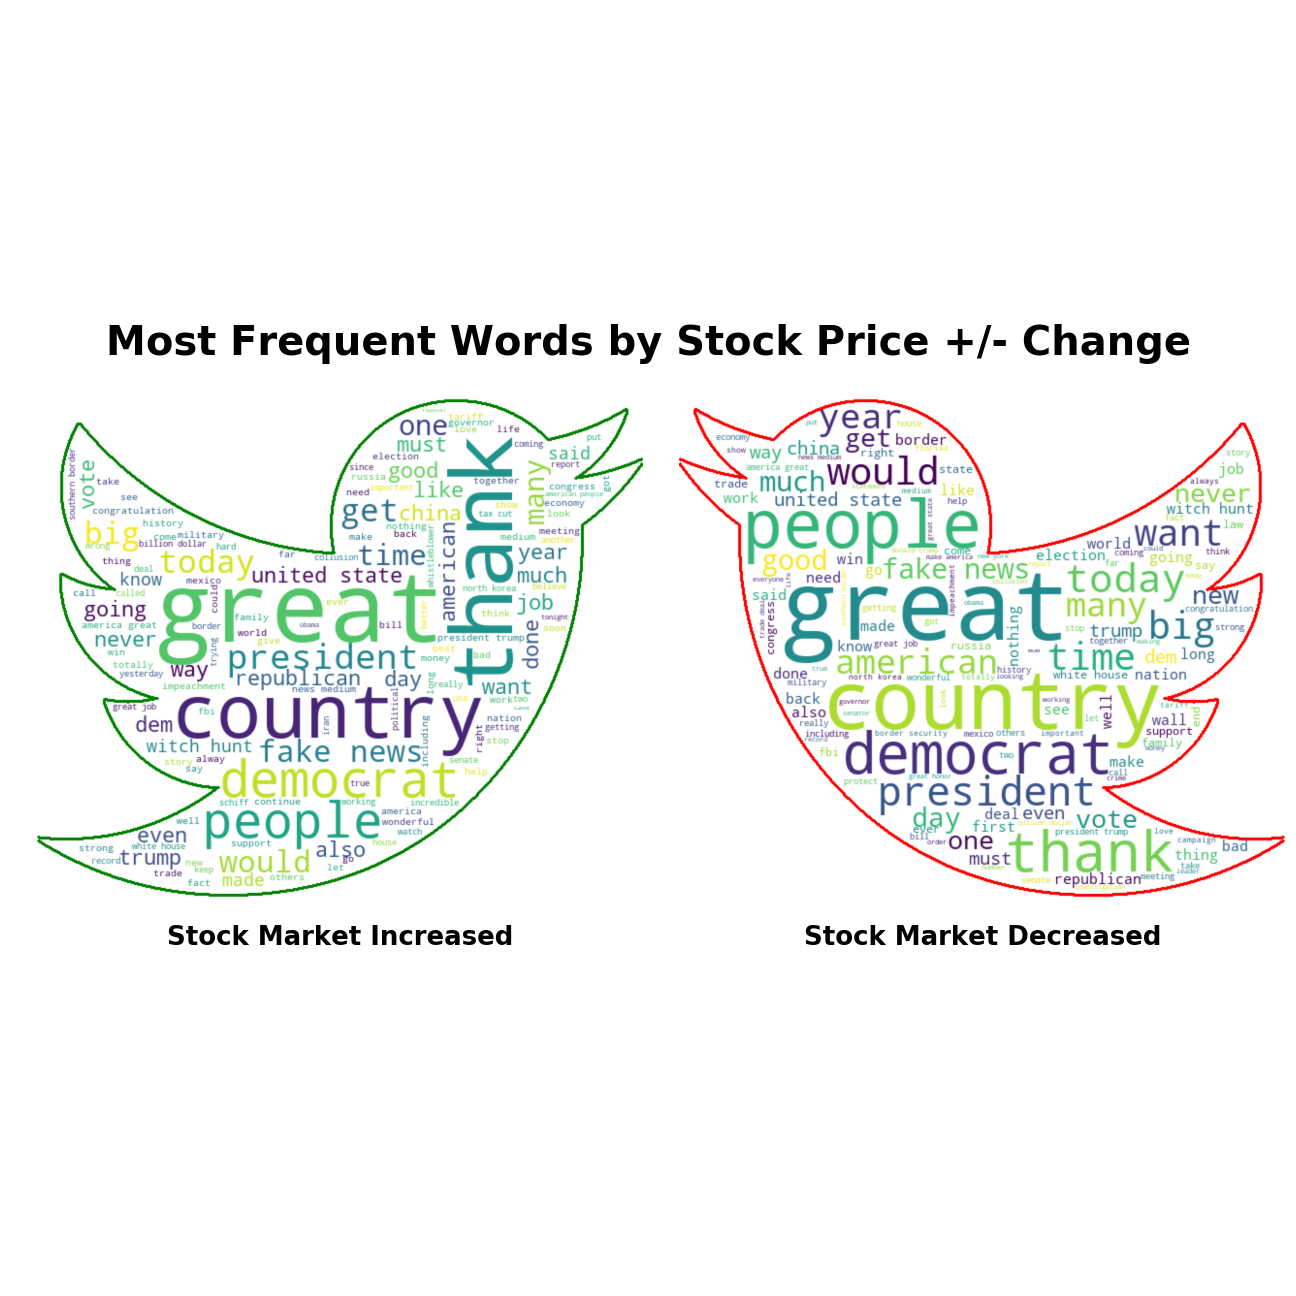 Most Frequent Words by Stock Price +/- Change
tariff
one
governor
love
life
must
coming
put
said
since
good
russia
many
report
together
need
important
like
congress
american people
got
thank
show
economy
get
china
tax cut
look
nothing
back
make
american
whistleblower
medium
meeting
another
time
year
collusion
far
election
southern border
vote
take
see
congratulation
history
big
come
military
wrong
billion dollar
hard
thing
today
deal
know
mexico
united state
could
call
called
going
great
ever
north korea
much
believe
america great
family
obama
bill
better
job
never
border
world
think
tonight
soon
win
give
trying
president trump
done
totally
president
best
money
bad
yesterday
way
republican
day
long
really
want
impeachment
news medium
political
usa
work
two
great job
fbi
country
iran
nation
dem
getting
including
right
witch hunt
fake news
stop
story
alway
senate
say
democrat
true
help
schiff
continue
working
incredible
well
people
america
wonderful
even
support
watch
strong
white house
also
house
record
trump
would
go
trade
new
keep
let
fact
made
others
put
year
house
economy
get
border
show
way
china
right
florida
news medium
america great
would
state
trade
much
medium
like
statement
work
united state
help
people
great state
donald trump
come
good
win
make america
new york
go
fake news
report
need
everyone
life
collusion
said
southern border
great
impeachment
obama
getting
got
trade deal
congress
made
nothing
know
great job
russia
american
history
looking
done
north korea
wonderful
totally
true
military
country
back
governor
look
working
also
senator
see
let
really
including
border security
mexico
others
important
well
record
democrat
two
fbi
protect
great honor
president
call
crime
make
day
deal
even
vote
ever
first
billion dollar
president trump
love
bill
order
one
campaign
bad
must
thank
thing
number
take
senate
republican
meeting
leader
investigation
story
job
always
never
witch hunt
fact
law
want
world
coming
could
think
election
far
going
say
today
keep
new
many
congratulation
stop
trump
big
strong
together
making
time
dem
long
white house
nation
tariff
end
wall
support
family
money
Stock Market Increased
Stock Market Decreased